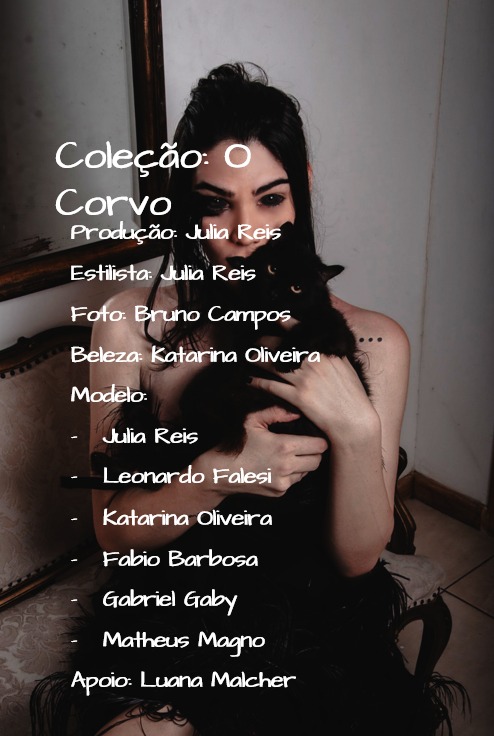 Coleção: O
Corvo
Produção: Julia Reis
Estilista: Julia Reis
Foto: Bruno Campos
Beleza: Katarina Oliveira
Modelo:
- Julia Reis
- Leonardo Falesi
- Katarina Oliveira
- Fabio Barbosa
- Gabriel Gaby
- Matheus Magno
Apoio: Luana Malcher